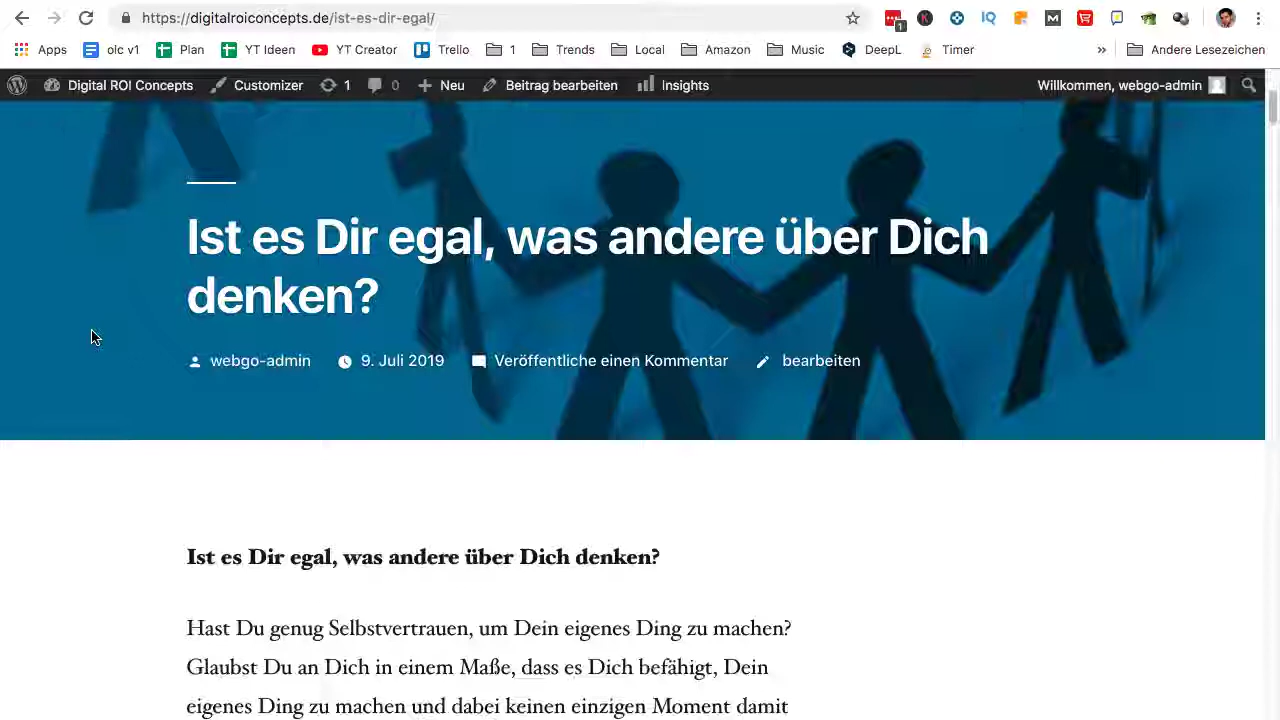 https://digitalroiconcepts.de/ist-es-dir-egal/
1
IQ
M
Apps olc v1 Plan YT Ideen YT Creator Trello 1 Trends Local Amazon Music DeepL Timer » Andere Lesezeichen
Digital ROI Concepts Customizer 1 0 Neu Beitrag bearbeiten Insights Willkommen, webgo-admin
Ist es Dir egal, was andere über Dich
denken?
webgo-admin 9. Juli 2019 Veröffentliche einen Kommentar bearbeiten
Ist es Dir egal, was andere über Dich denken?
Hast Du genug Selbstvertrauen, um Dein eigenes Ding zu machen?
Glaubst Du an Dich in einem Maße, dass es Dich befähigt, Dein
eigenes Ding zu machen und dabei keinen einzigen Moment damit